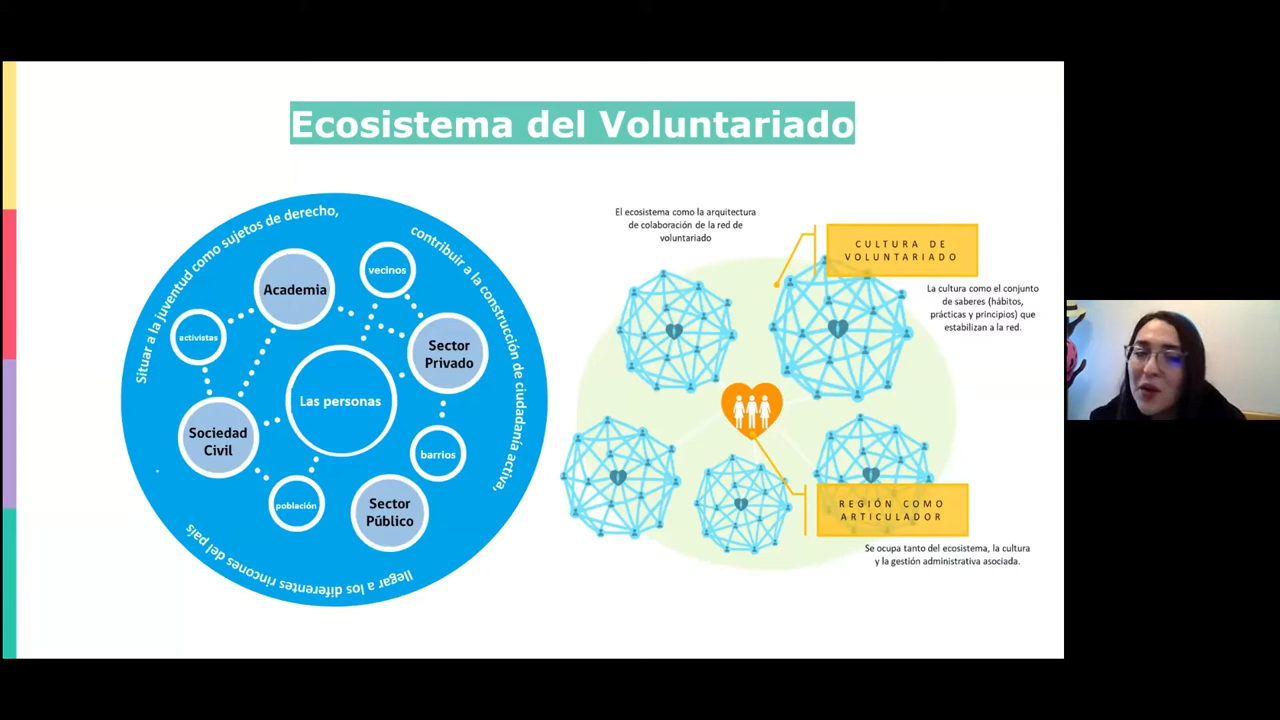 Ecosistema del Voluntariado
Situar a la juventud como sujetos de derecho,
contribuir a la construcción de ciudadanía activa,
llegar a los diferentes rincones del país
Academia
vecinos
activistas
Sector
Privado
Las personas
Sociedad
Civil
barrios
población
Sector
Público
El ecosistema como la arquitectura
de colaboración de la red de
voluntariado
CULTURA DE
VOLUNTARIADO
La cultura como el conjunto
de saberes (hábitos,
prácticas y principios) que
estabilizan a la red.
REGIÓN COMO
ARTICULADOR
Se ocupa tanto del ecosistema, la cultura
y la gestión administrativa asociada.